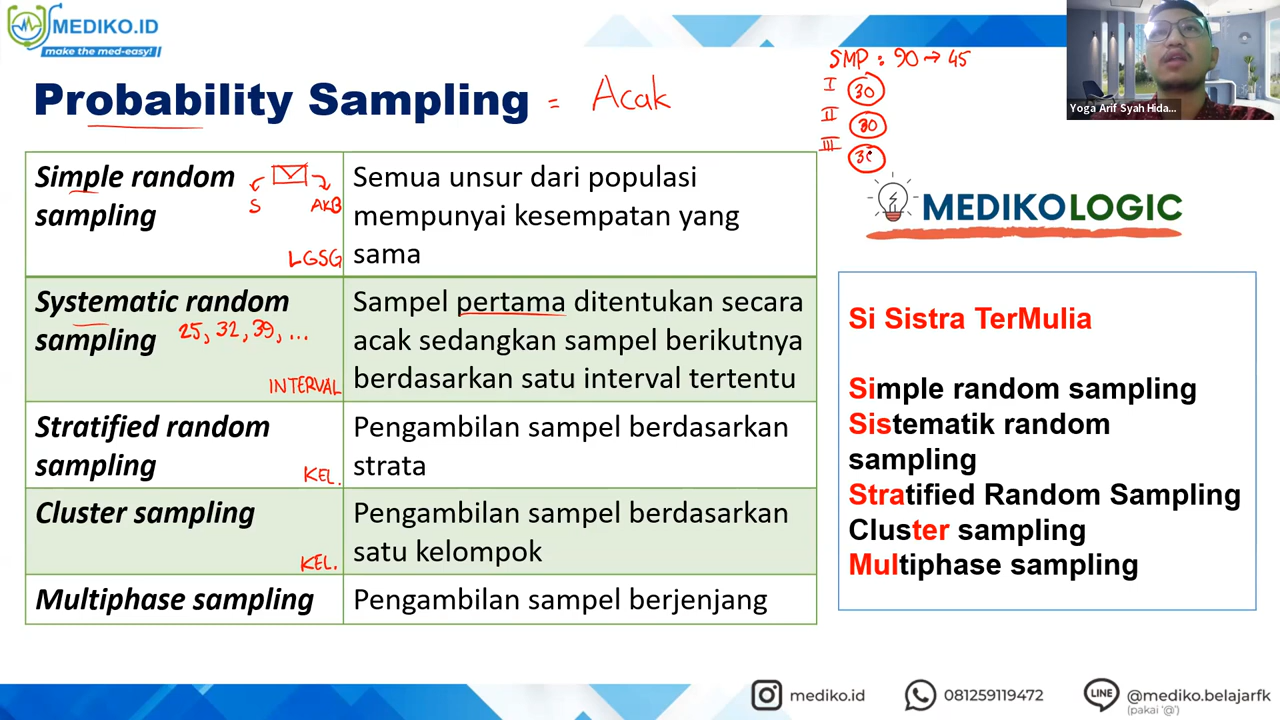 MEDIKO.ID
make the med-easy!
Probability Sampling = Acak
SMP : 90 → 45
I 30
II 30
III 30
Yoga Arif Syah Hida...
Simple random
sampling
S AKB
LGSG
Semua unsur dari populasi
mempunyai kesempatan yang
sama
Systematic random
sampling 25, 32, 39, ...
INTERVAL
Sampel pertama ditentukan secara
acak sedangkan sampel berikutnya
berdasarkan satu interval tertentu
Stratified random
sampling KEL.
Pengambilan sampel berdasarkan
strata
Cluster sampling
KEL.
Pengambilan sampel berdasarkan
satu kelompok
Multiphase sampling
Pengambilan sampel berjenjang
MEDIKOLOGIC
Si Sistra TerMulia
Simple random sampling
Sistematik random
sampling
Stratified Random Sampling
Cluster sampling
Multiphase sampling
mediko.id
081259119472
LINE
@mediko.belajarfk
(pakai '@')